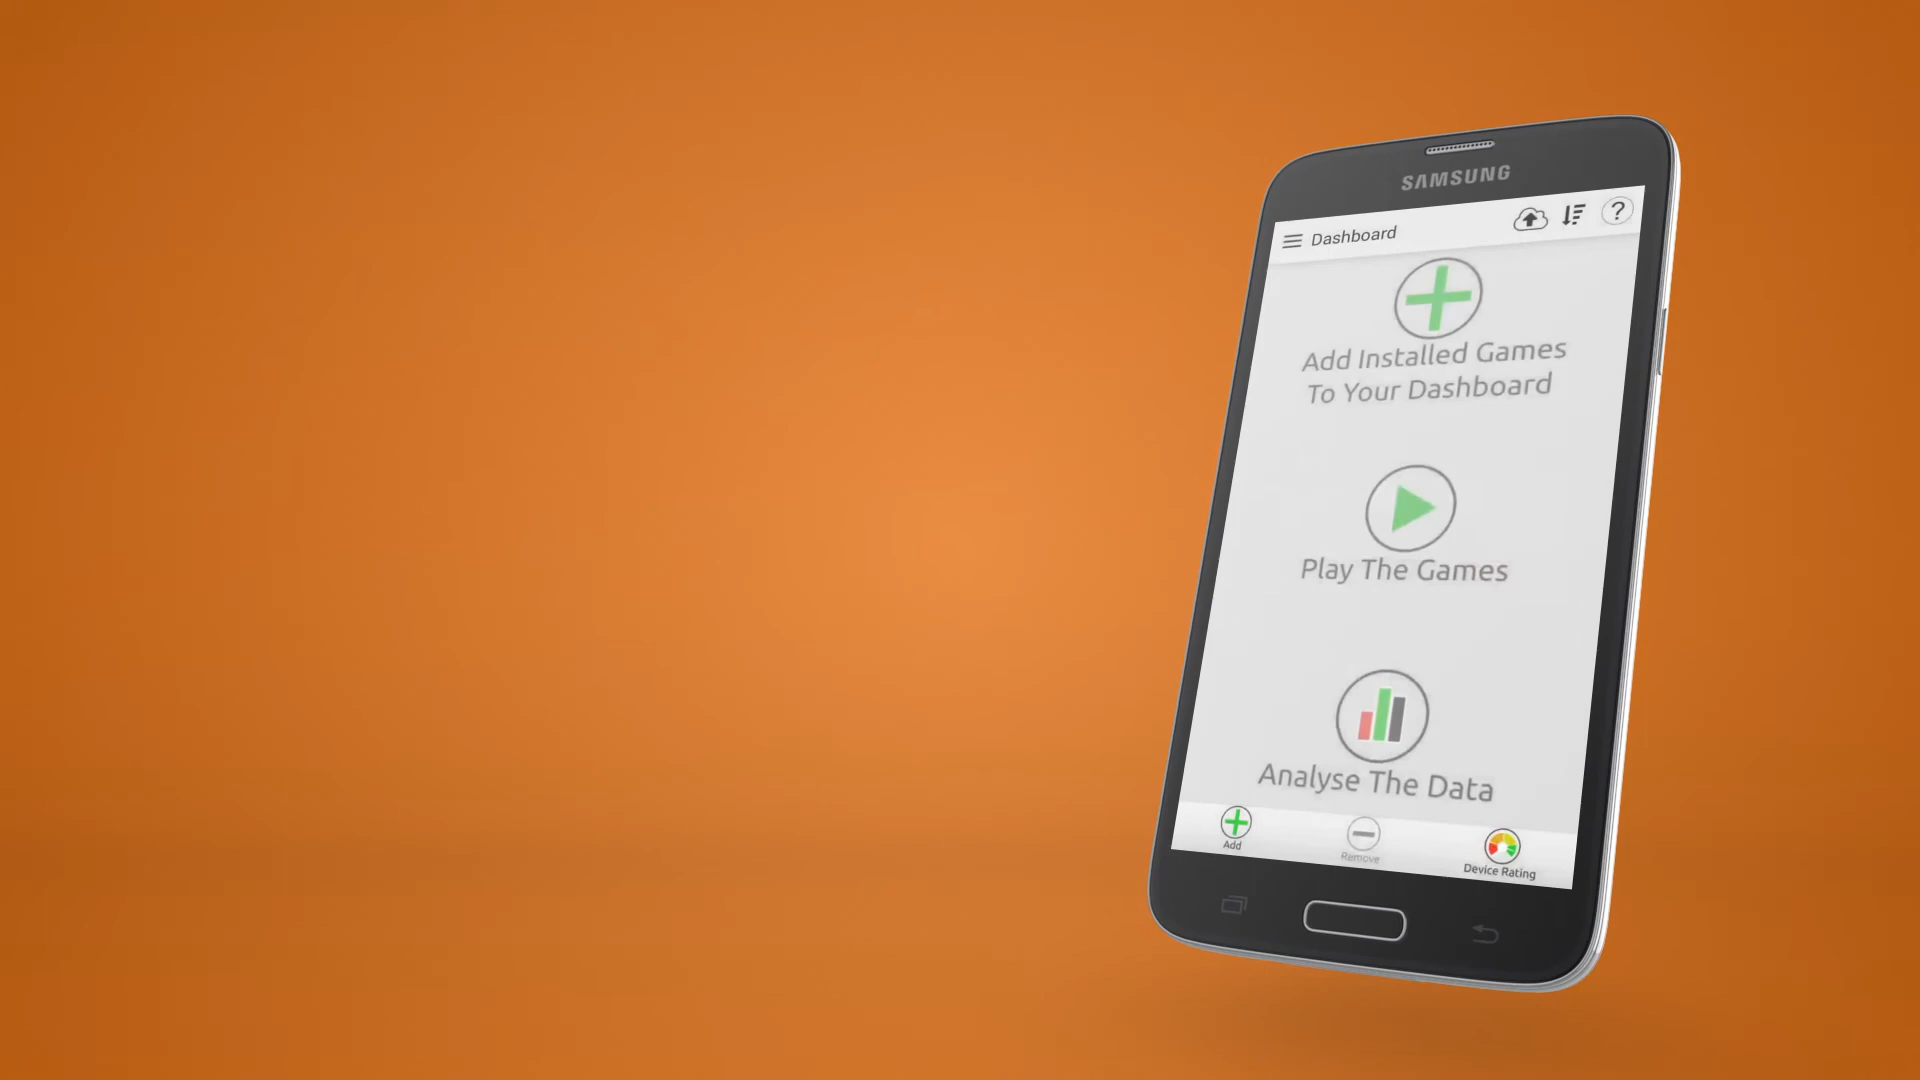 SAMSUNG
Dashboard
?
Add Installed Games
To Your Dashboard
Play The Games
Analyse The Data
Add
Remove
Device Rating